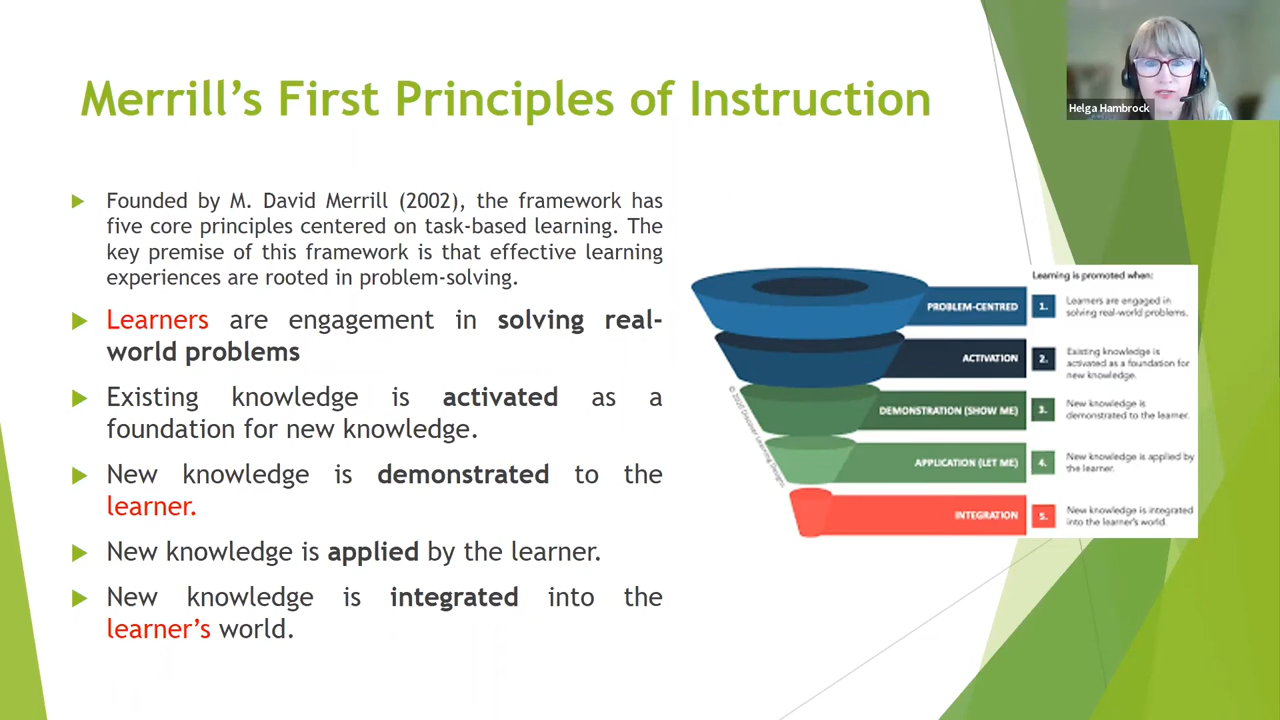 Merrill's First Principles of Instruction
Helga Hambrock
Founded by M. David Merrill (2002), the framework has
five core principles centered on task-based learning. The
key premise of this framework is that effective learning
experiences are rooted in problem-solving.
Learners are engagement in solving real-
world problems
Existing knowledge is activated as a
foundation for new knowledge.
New knowledge is demonstrated to the
learner.
New knowledge is applied by the learner.
New knowledge is integrated into the
learner's world.
Learning is promoted when:
PROBLEM-CENTRED
1.
Learners are engaged in
solving real-world problems.
ACTIVATION
2.
Existing knowledge is
activated as a foundation for
new knowledge.
DEMONSTRATION (SHOW ME)
3.
New knowledge is
demonstrated to the learner.
APPLICATION (LET ME)
4.
New knowledge is applied by
the learner.
INTEGRATION
5.
New knowledge is integrated
into the learner's world.
© 2020 Discover Learning Designs